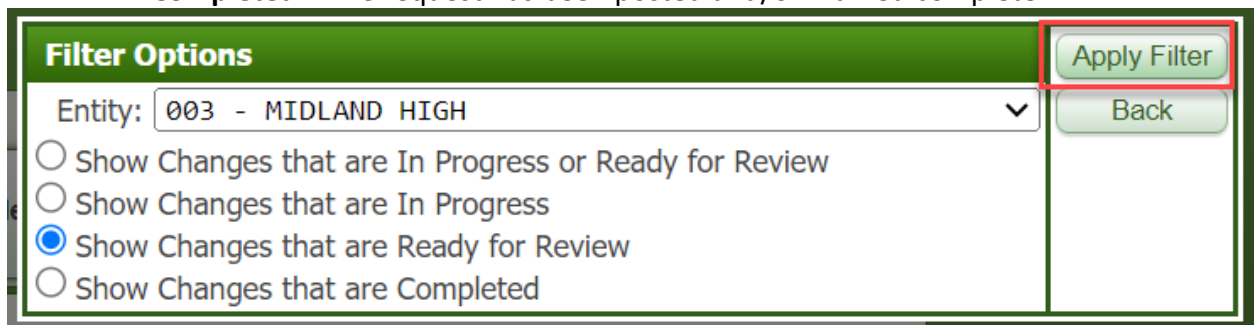 Filter Options
Apply Filter
Entity: 003 - MIDLAND HIGH
Back
Show Changes that are In Progress or Ready for Review
Show Changes that are In Progress
Show Changes that are Ready for Review
Show Changes that are Completed